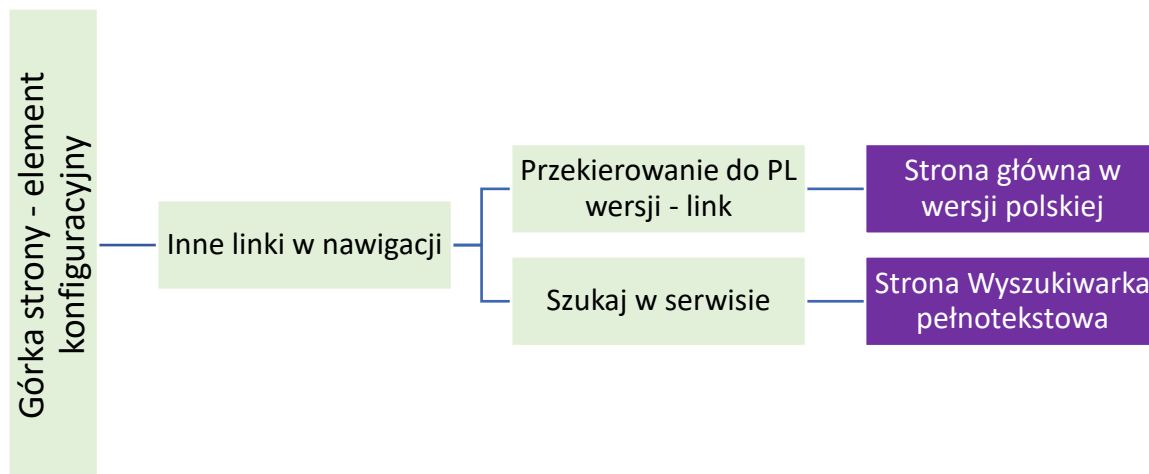 Górka strony - element
konfiguracyjny
Inne linki w nawigacji
Przekierowanie do PL
wersji - link
Strona główna w
wersji polskiej
Szukaj w serwisie
Strona Wyszukiwarka
pełnotekstowa